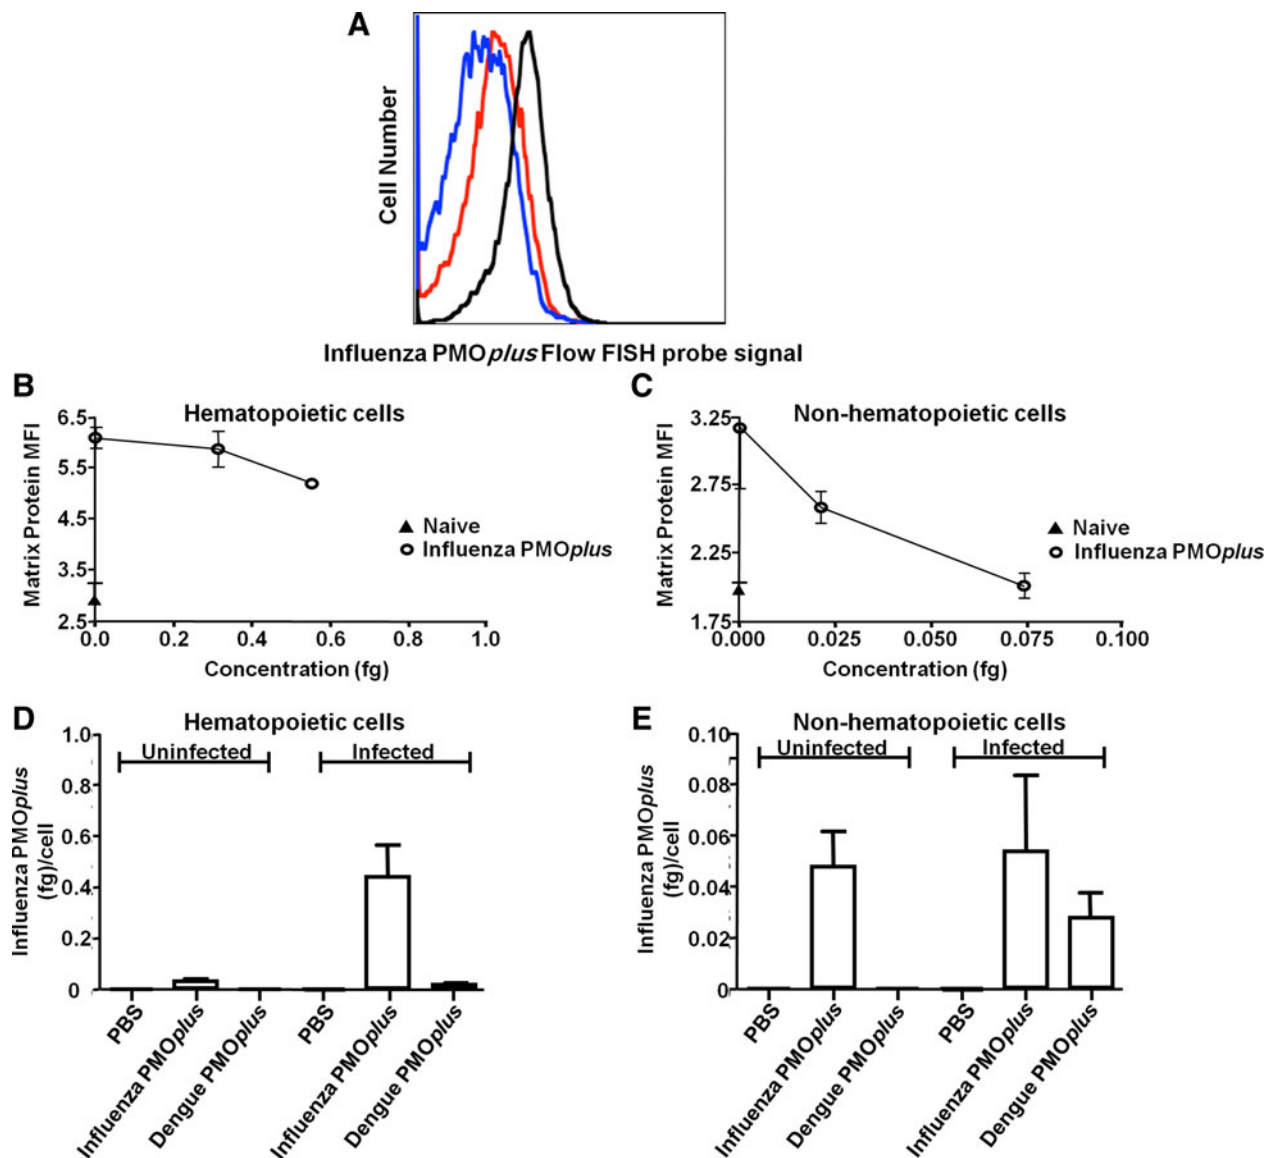 A
Cell Number
Influenza PMOplus Flow FISH probe signal
B
Hematopoietic cells
Matrix Protein MFI
6.5
5.5
4.5
3.5
2.5
0.0 0.2 0.4 0.6 0.8 1.0
Concentration (fg)
Naive
Influenza PMOplus
C
Non-hematopoietic cells
Matrix Protein MFI
3.25
2.75
2.25
1.75
0.000 0.025 0.050 0.075 0.100
Concentration (fg)
Naive
Influenza PMOplus
D
Hematopoietic cells
Influenza PMOplus
(fg)/cell
1.0
0.8
0.6
0.4
0.2
0
Uninfected
Infected
PBS
Influenza PMOplus
Dengue PMOplus
PBS
Influenza PMOplus
Dengue PMOplus
E
Non-hematopoietic cells
Influenza PMOplus
(fg)/cell
0.10
0.08
0.06
0.04
0.02
0
Uninfected
Infected
PBS
Influenza PMOplus
Dengue PMOplus
PBS
Influenza PMOplus
Dengue PMOplus